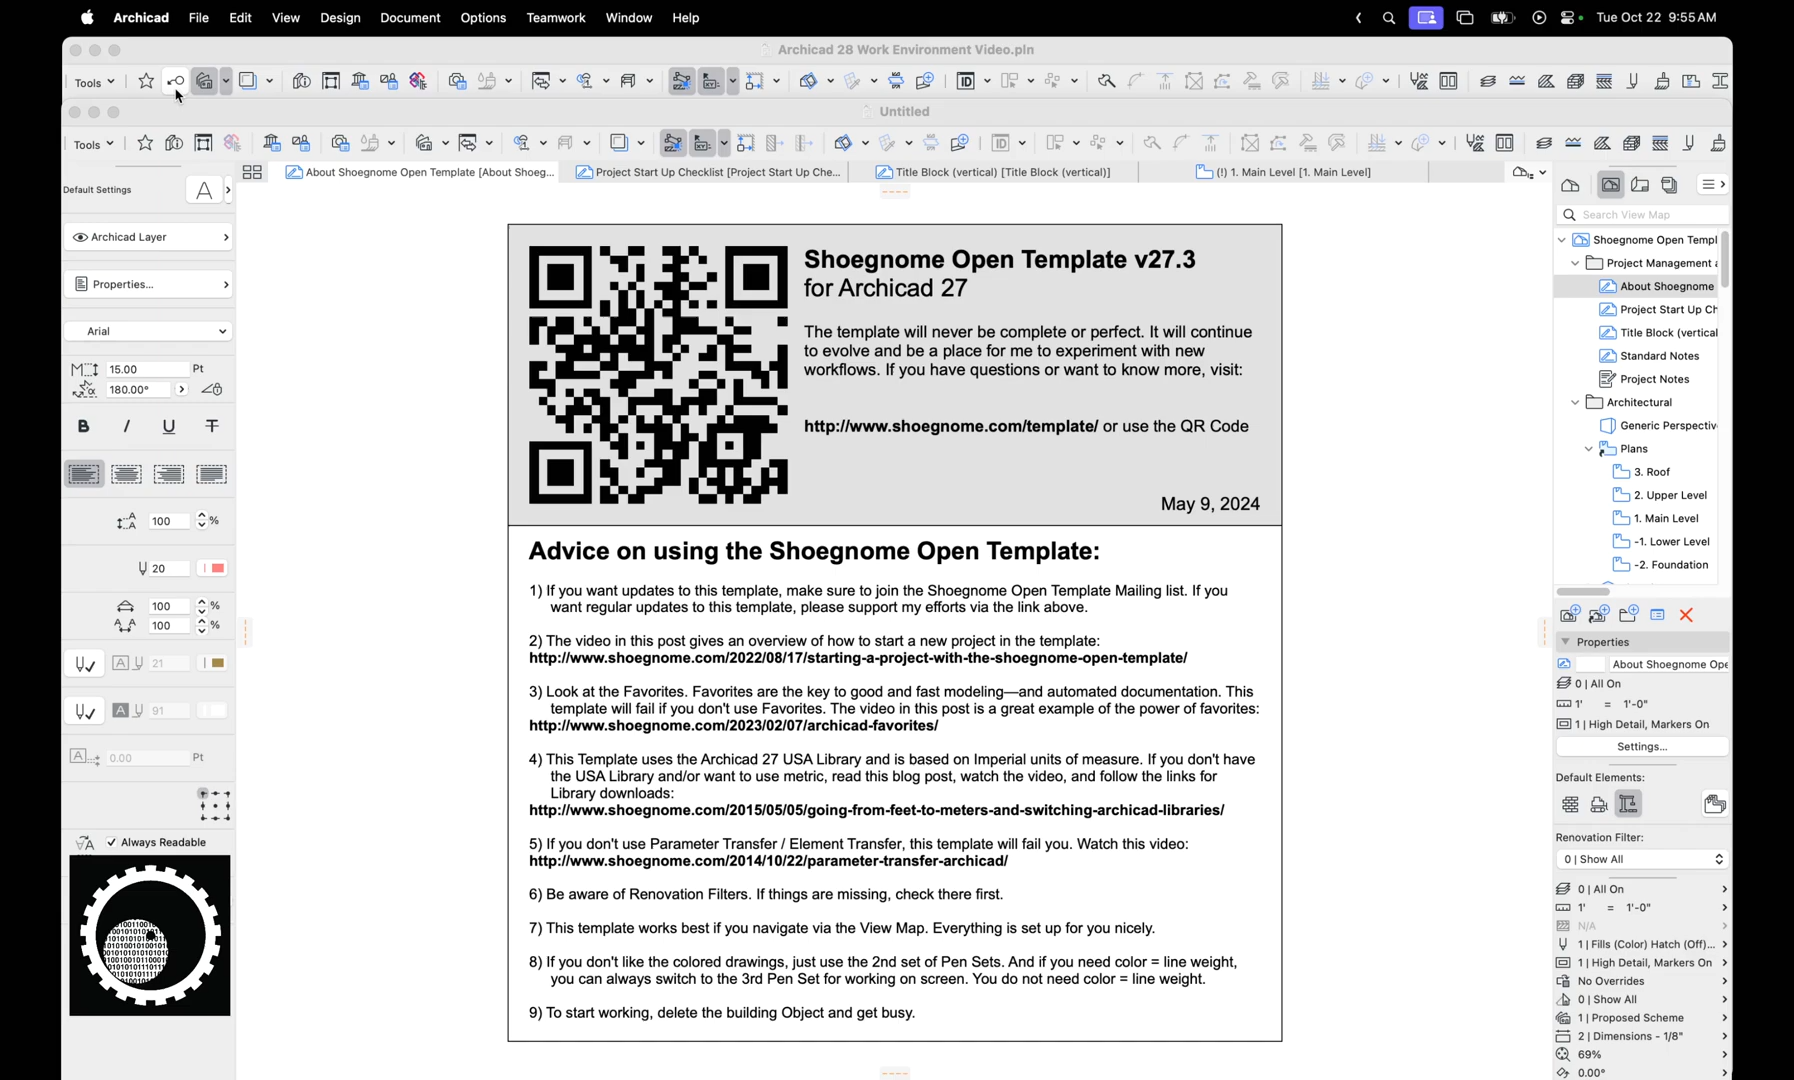 Archicad File Edit View Design Document Options Teamwork Window Help
Tue Oct 22 9:55 AM
Archicad 28 Work Environment Video.pln
Tools
Untitled
Tools
Default Settings
About Shoegnome Open Template [About Shoeg...
Project Start Up Checklist [Project Start Up Che...
Title Block (vertical) [Title Block (vertical)]
(!) 1. Main Level [1. Main Level]
Archicad Layer
Properties...
Arial
15.00 Pt
180.00°
B I U T
100 %
20
100 %
100 %
21
91
0.00 Pt
Always Readable
Shoegnome Open Template v27.3
for Archicad 27
The template will never be complete or perfect. It will continue
to evolve and be a place for me to experiment with new
workflows. If you have questions or want to know more, visit:
http://www.shoegnome.com/template/ or use the QR Code
May 9, 2024
Advice on using the Shoegnome Open Template:
1) If you want updates to this template, make sure to join the Shoegnome Open Template Mailing list. If you
want regular updates to this template, please support my efforts via the link above.
2) The video in this post gives an overview of how to start a new project in the template:
http://www.shoegnome.com/2022/08/17/starting-a-project-with-the-shoegnome-open-template/
3) Look at the Favorites. Favorites are the key to good and fast modeling—and automated documentation. This
template will fail if you don't use Favorites. The video in this post is a great example of the power of favorites:
http://www.shoegnome.com/2023/02/07/archicad-favorites/
4) This Template uses the Archicad 27 USA Library and is based on Imperial units of measure. If you don't have
the USA Library and/or want to use metric, read this blog post, watch the video, and follow the links for
Library downloads:
http://www.shoegnome.com/2015/05/05/going-from-feet-to-meters-and-switching-archicad-libraries/
5) If you don't use Parameter Transfer / Element Transfer, this template will fail you. Watch this video:
http://www.shoegnome.com/2014/10/22/parameter-transfer-archicad/
6) Be aware of Renovation Filters. If things are missing, check there first.
7) This template works best if you navigate via the View Map. Everything is set up for you nicely.
8) If you don't like the colored drawings, just use the 2nd set of Pen Sets. And if you need color = line weight,
you can always switch to the 3rd Pen Set for working on screen. You do not need color = line weight.
9) To start working, delete the building Object and get busy.
Search View Map
Shoegnome Open Templ
Project Management a
About Shoegnome
Project Start Up Ch
Title Block (vertical
Standard Notes
Project Notes
Architectural
Generic Perspectiv
Plans
3. Roof
2. Upper Level
1. Main Level
-1. Lower Level
-2. Foundation
Properties
About Shoegnome Ope
0 | All On
1' = 1'-0"
1 | High Detail, Markers On
Settings...
Default Elements:
Renovation Filter:
0 | Show All
0 | All On
1' = 1'-0"
N/A
1 | Fills (Color) Hatch (Off)...
1 | High Detail, Markers On
No Overrides
0 | Show All
1 | Proposed Scheme
2 | Dimensions - 1/8"
69%
0.00°